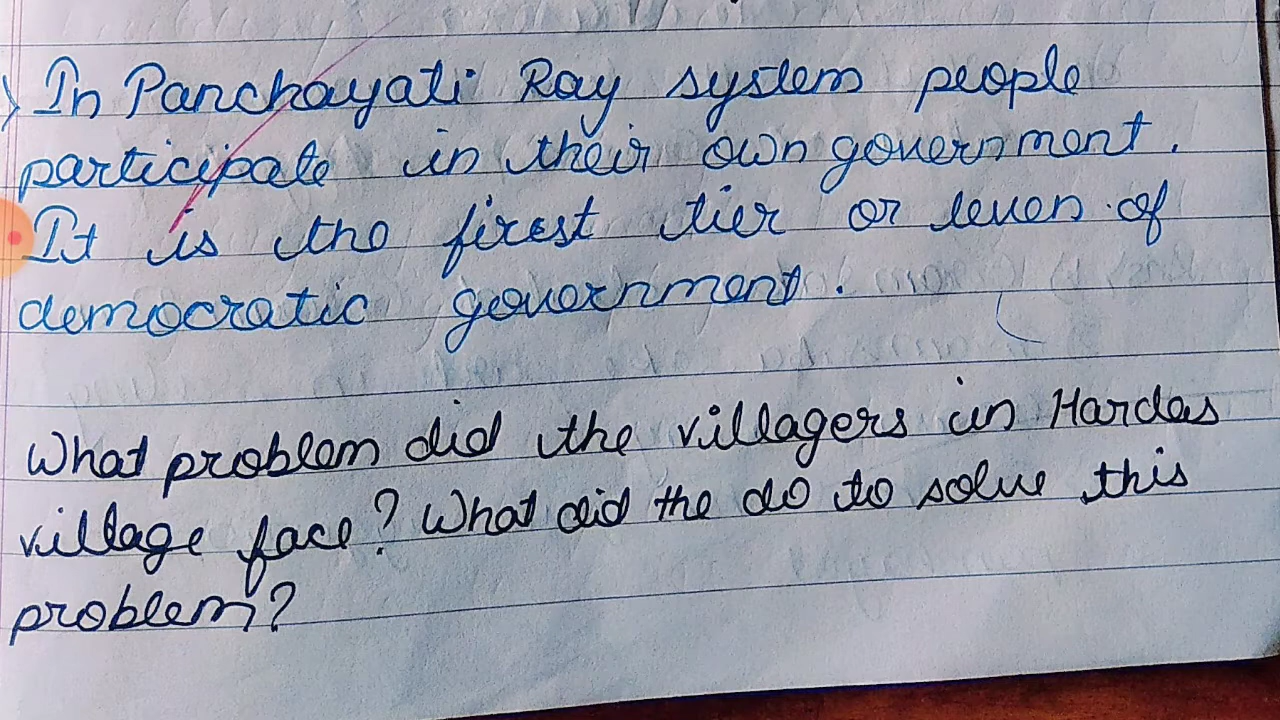 In Panchayati Ray system people
participate in their own government.
It is the first tier or leven of
democratic government.
What problem did the villagers in Hardas
village face? What did the do to solve this
problem?